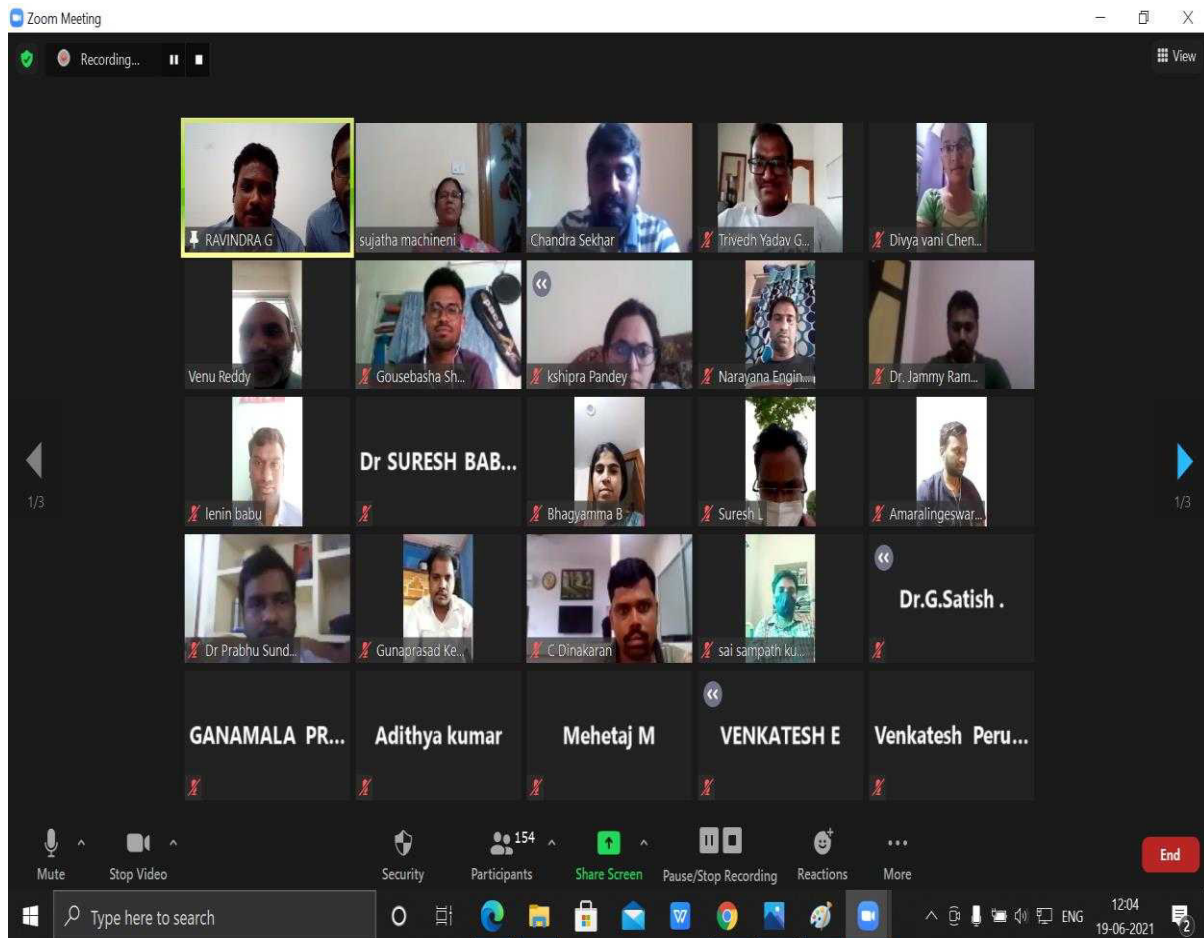 Zoom Meeting
Recording...
View
RAVINDRA G
sujatha machineni
Chandra Sekhar
Trivedh Yadav G...
Divya vani Chen...
Venu Reddy
Gousebasha Sh...
kshipra Pandey
Narayana Engin...
Dr. Jammy Ram...
1/3
lenin babu
Dr SURESH BAB...
Bhagyamma B
Suresh L
Amaralingeswar...
1/3
Dr Prabhu Sund...
Gunaprasad Ke...
C Dinakaran
sai sampath ku...
Dr.G.Satish .
GANAMALA PR...
Adithya kumar
Mehetaj M
VENKATESH E
Venkatesh Peru...
154
Mute
Stop Video
Security
Participants
Share Screen
Pause/Stop Recording
Reactions
More
End
Type here to search
ENG
12:04
19-06-2021
2